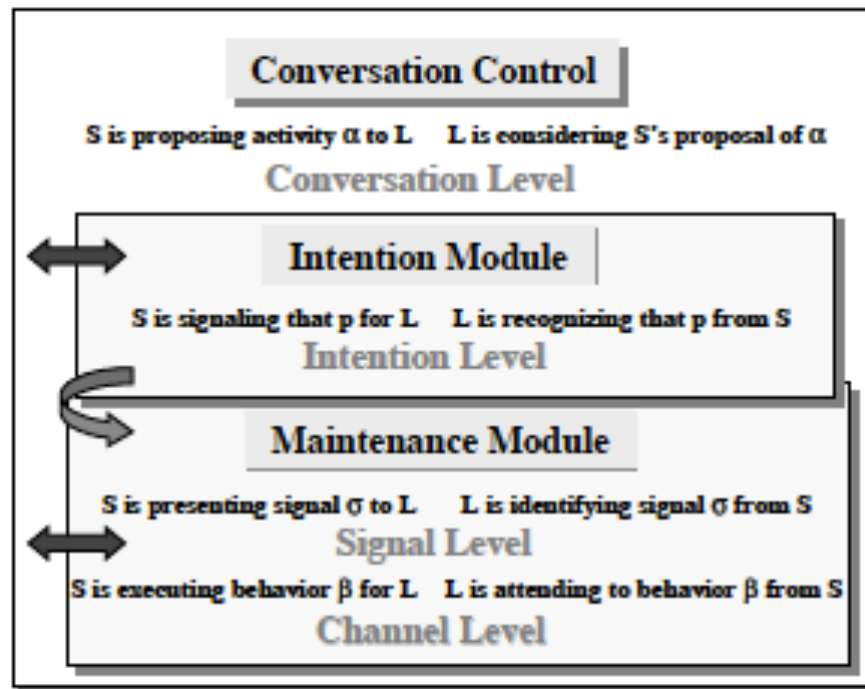 Conversation Control
S is proposing activity α to L L is considering S's proposal of α
Conversation Level
Intention Module
S is signaling that p for L L is recognizing that p from S
Intention Level
Maintenance Module
S is presenting signal σ to L L is identifying signal σ from S
Signal Level
S is executing behavior β for L L is attending to behavior β from S
Channel Level